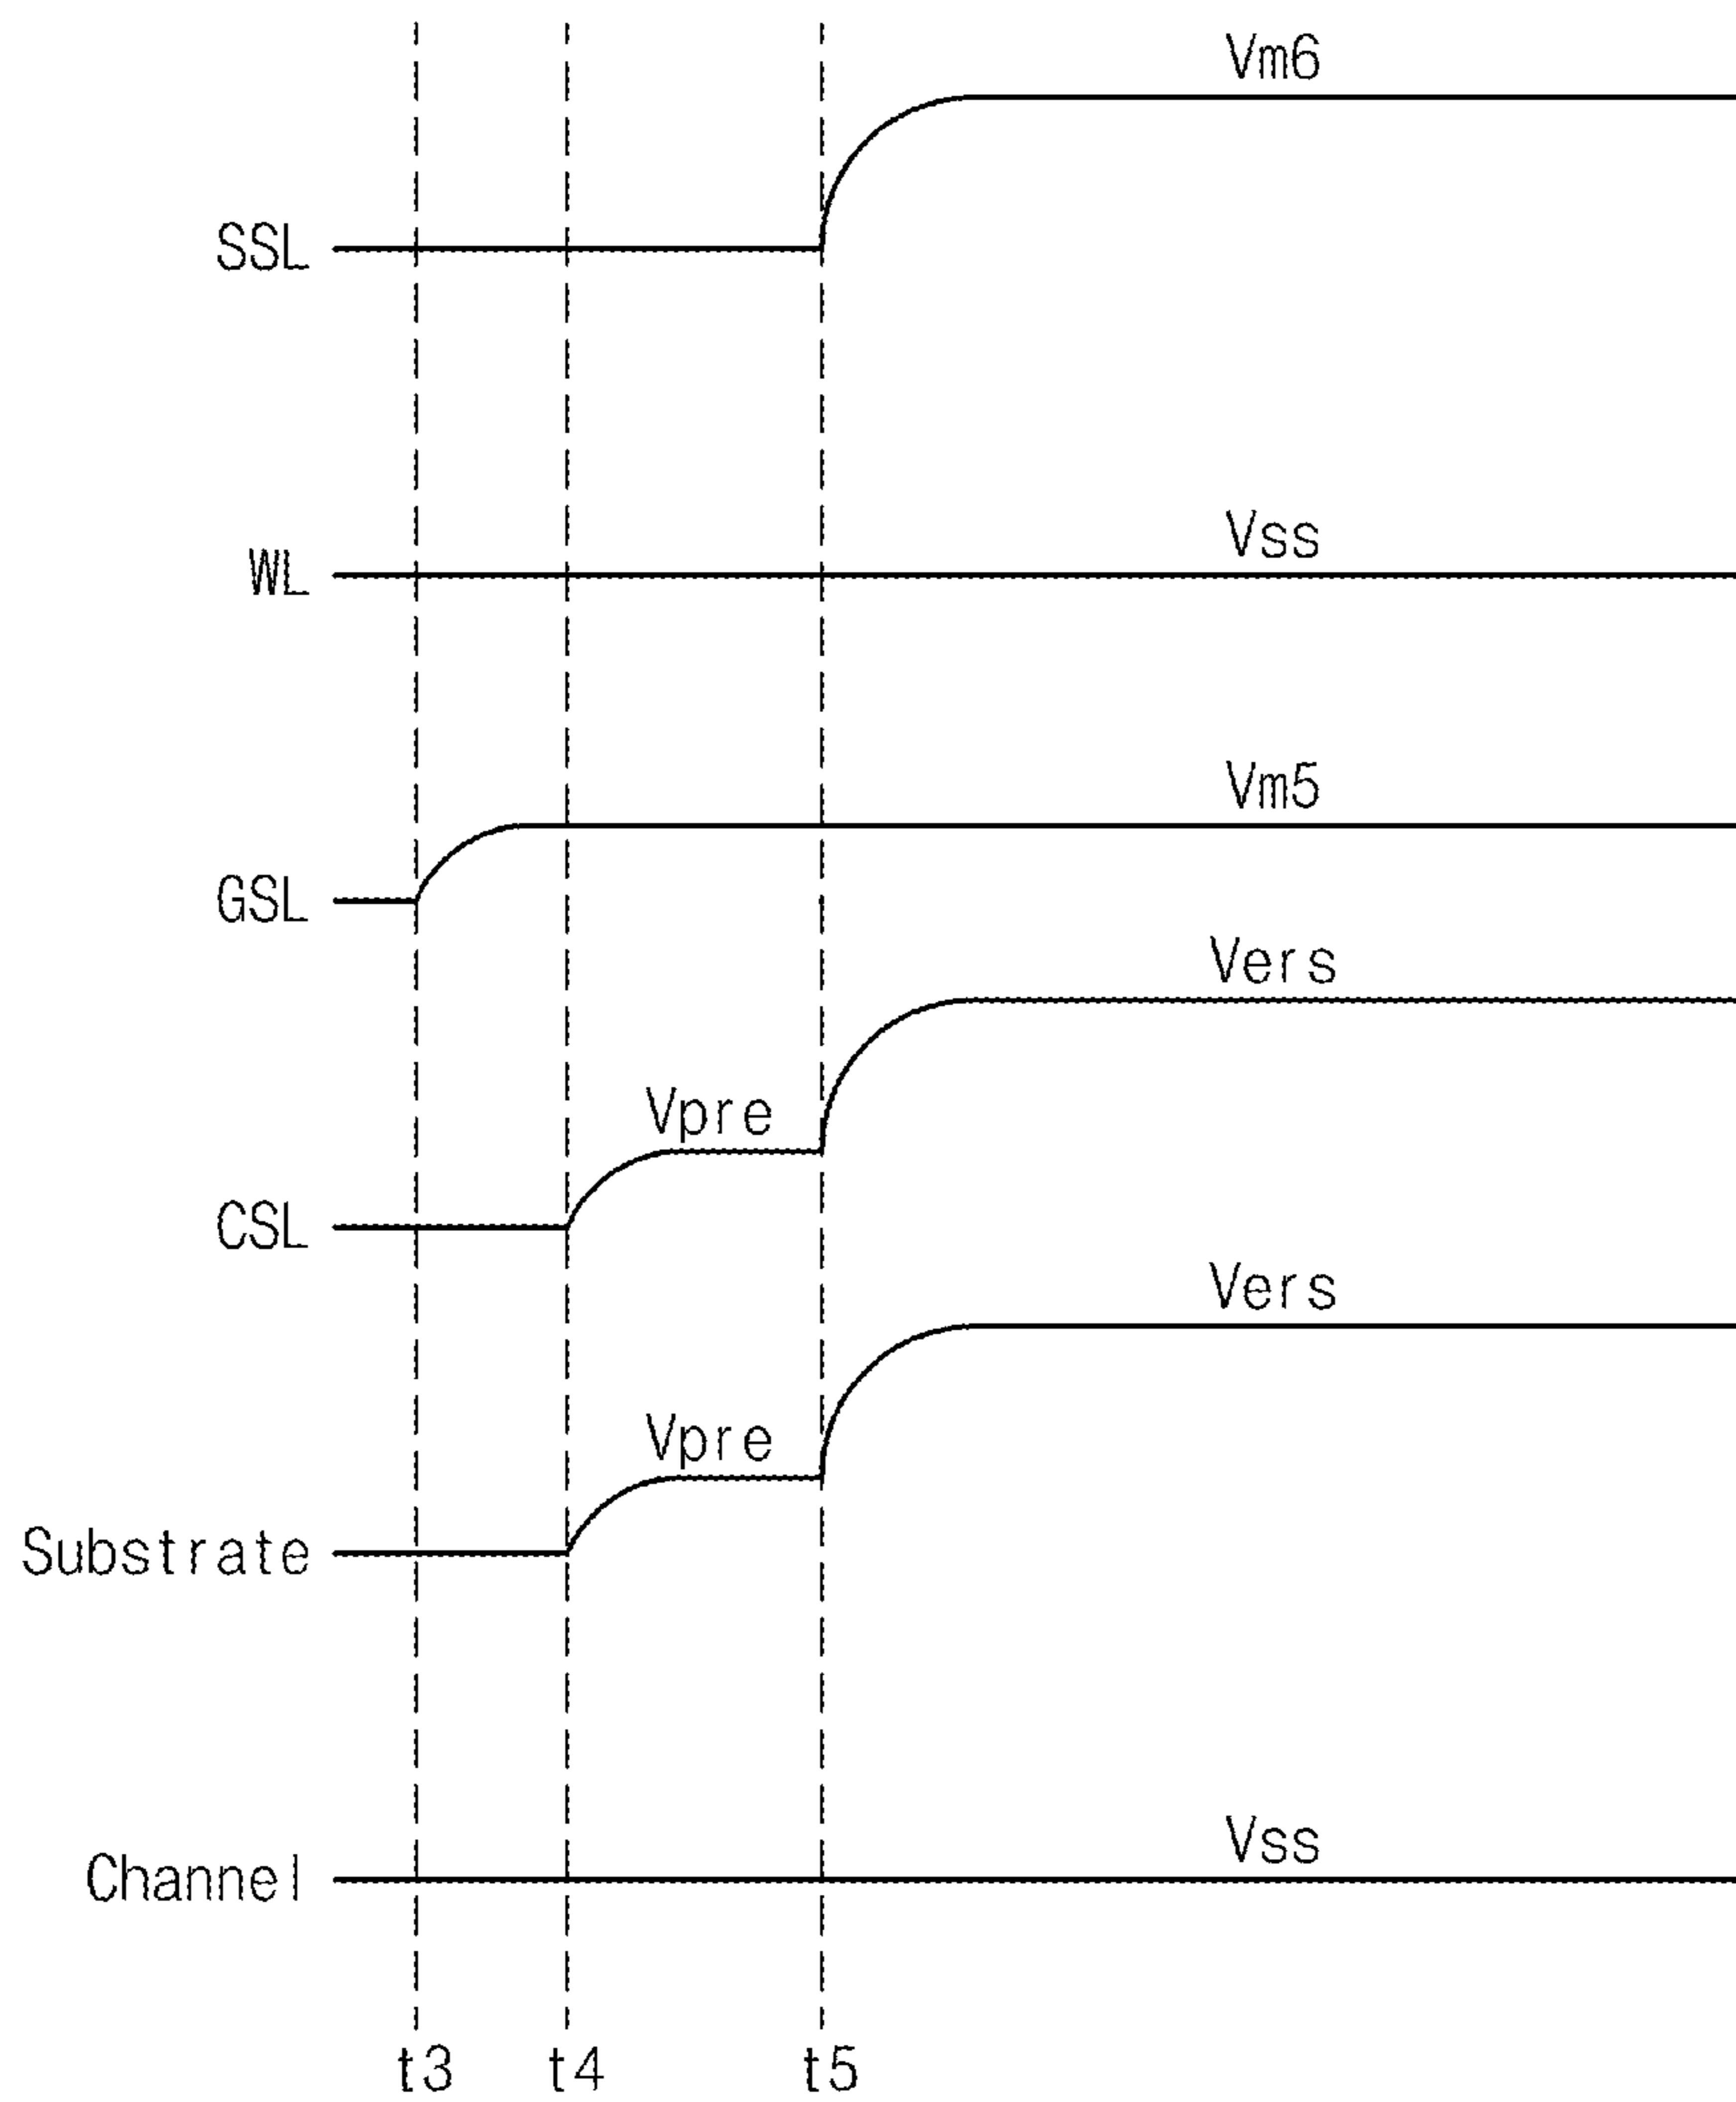 Vm6
SSL
Vss
WL
Vm5
GSL
Vers
Vpre
CSL
Vers
Vpre
Substrate
Vss
Channel
t3 t4 t5